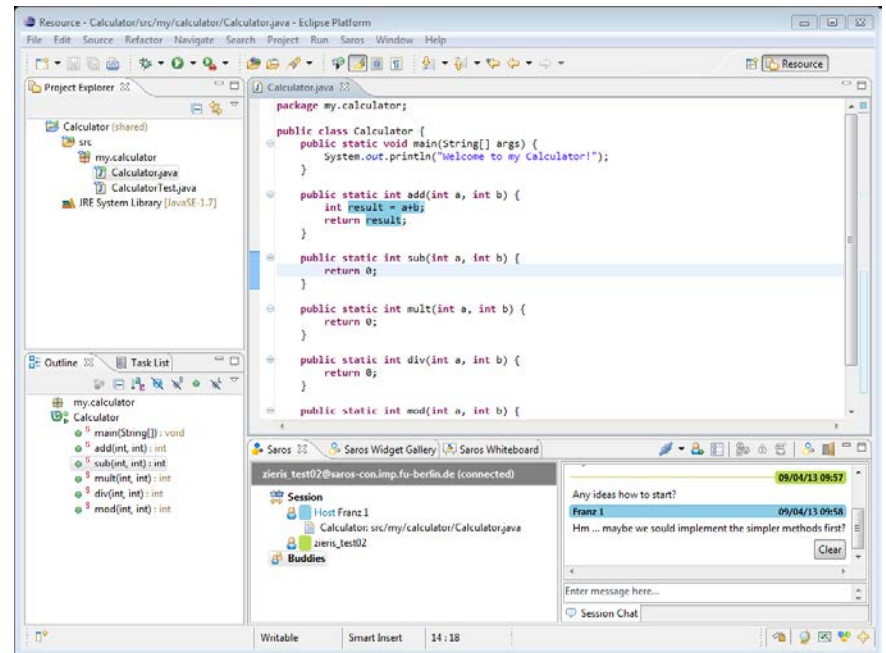 Resource - Calculator/src/my/calculator/Calculator.java - Eclipse Platform
File Edit Source Refactor Navigate Search Project Run Saros Window Help
Resource
Project Explorer
Calculator (shared)
src
my.calculator
Calculator.java
CalculatorTest.java
JRE System Library [JavaSE-1.7]
Calculator.java
package my.calculator;
public class Calculator {
public static void main(String[] args) {
System.out.println("Welcome to my Calculator!");
}
public static int add(int a, int b) {
int result = a+b;
return result;
}
public static int sub(int a, int b) {
return 0;
}
public static int mult(int a, int b) {
return 0;
}
public static int div(int a, int b) {
return 0;
}
public static int mod(int a, int b) {
Outline Task List
my.calculator
Calculator
main(String[]) : void
add(int, int) : int
sub(int, int) : int
mult(int, int) : int
div(int, int) : int
mod(int, int) : int
Saros Saros Widget Gallery Saros Whiteboard
zieris_test02@saros-con.imp.fu-berlin.de (connected)
Session
Host Franz 1
Calculator: src/my/calculator/Calculator.java
zieris_test02
Buddies
09/04/13 09:57
Any ideas how to start?
Franz 1 09/04/13 09:58
Hm ... maybe we sould implement the simpler methods first?
Clear
Enter message here...
Session Chat
Writable Smart Insert 14 : 18